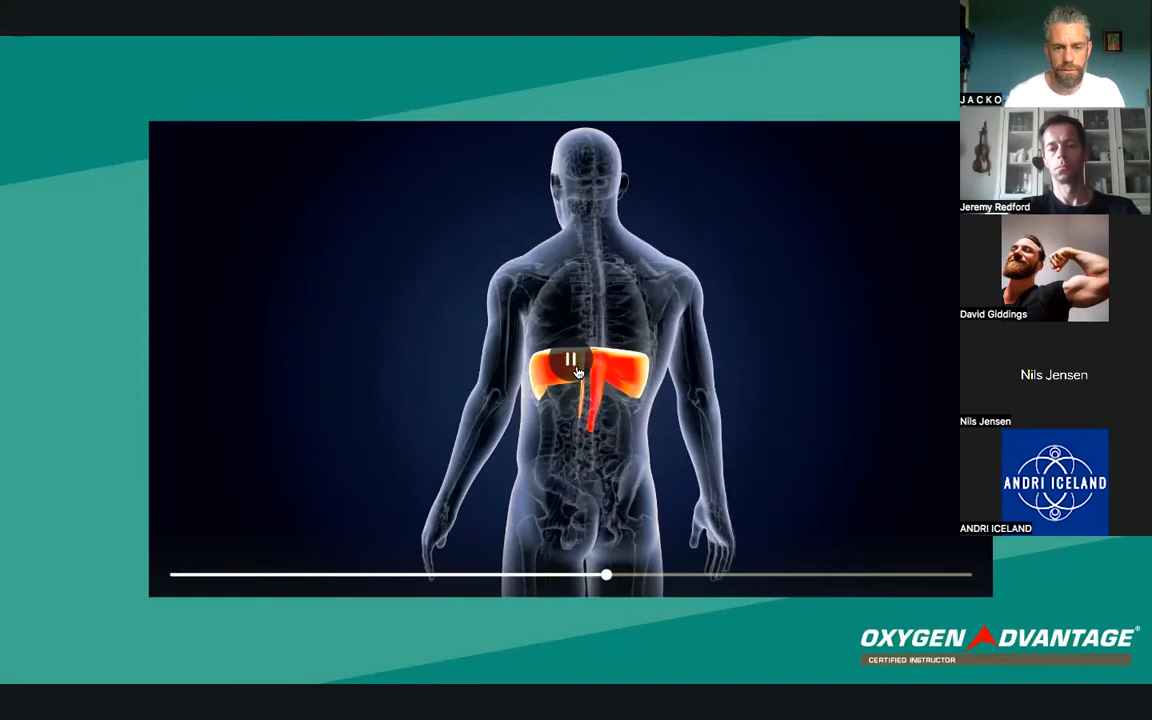 JACKO
Jeremy Redford
David Giddings
Nils Jensen
Nils Jensen
ANDRI ICELAND
ANDRI ICELAND
OXYGEN ADVANTAGE®
CERTIFIED INSTRUCTOR